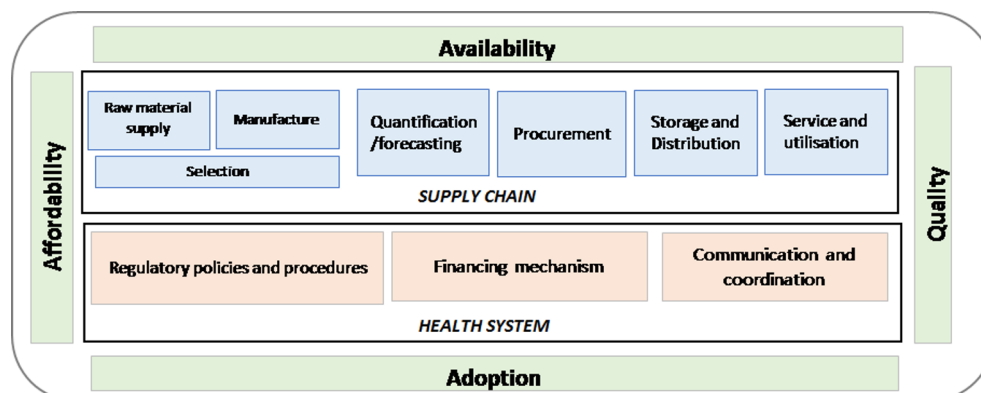 Availability
Affordability
Raw material
supply
Manufacture
Selection
Quantification
/forecasting
Procurement
Storage and
Distribution
Service and
utilisation
SUPPLY CHAIN
Quality
Regulatory policies and procedures
Financing mechanism
Communication and
coordination
HEALTH SYSTEM
Adoption